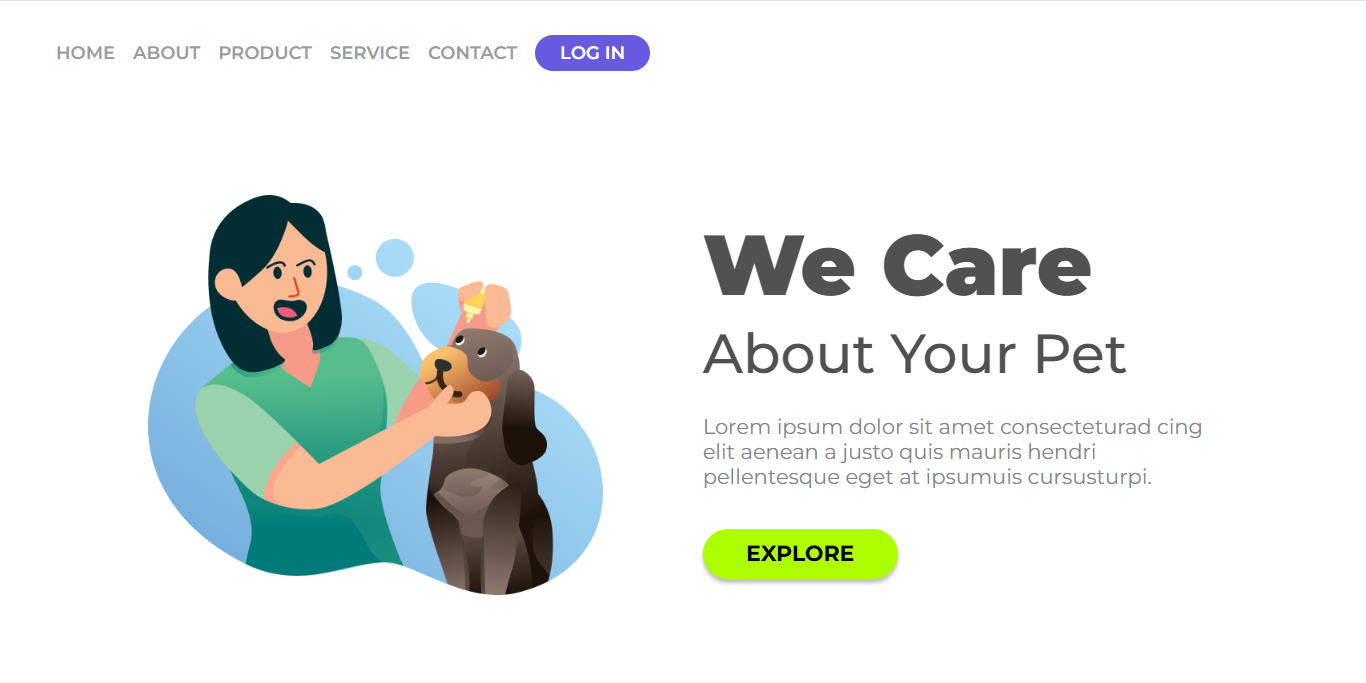 HOME ABOUT PRODUCT SERVICE CONTACT LOG IN
We Care
About Your Pet
Lorem ipsum dolor sit amet consecteturad cing
elit aenean a justo quis mauris hendri
pellentesque eget at ipsumuis cursusturpi.
EXPLORE